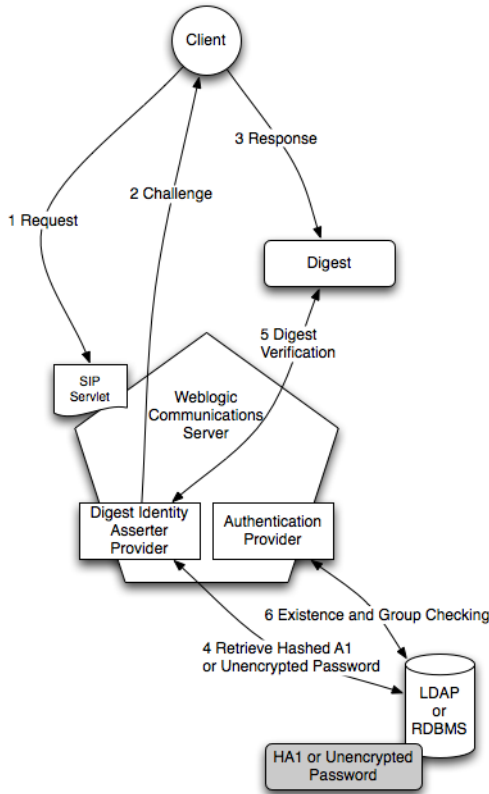 Client
3 Response
2 Challenge
1 Request
Digest
5 Digest
Verification
SIP
Servlet
Weblogic
Communications
Server
Digest Identity
Asserter
Provider
Authentication
Provider
6 Existence and Group Checking
4 Retrieve Hashed A1
or Unencrypted Password
LDAP
or
RDBMS
HA1 or Unencrypted
Password